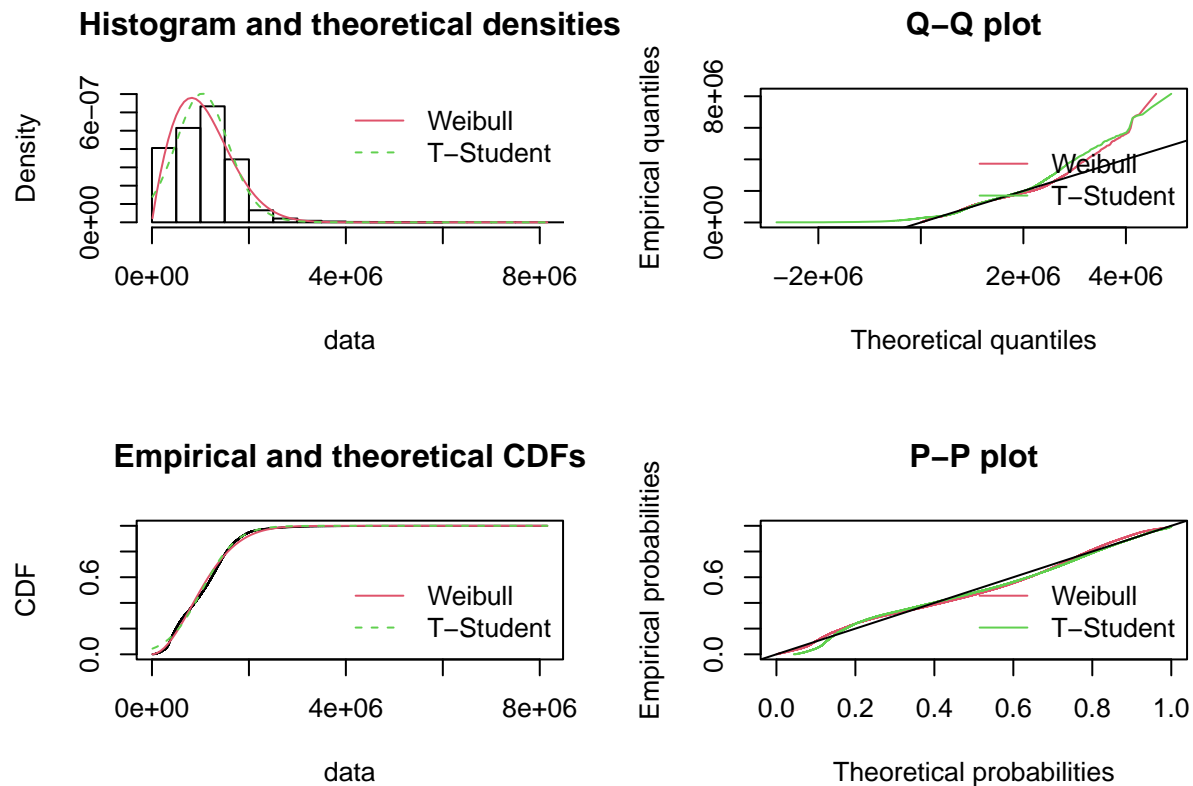 Histogram and theoretical densities
Density
0e+00
6e−07
Weibull
T−Student
0e+00
4e+06
8e+06
data
Q−Q plot
Empirical quantiles
0e+00
8e+06
Weibull
T−Student
−2e+06
2e+06
4e+06
Theoretical quantiles
Empirical and theoretical CDFs
CDF
0.0
0.6
Weibull
T−Student
0e+00
4e+06
8e+06
data
P−P plot
Empirical probabilities
0.0
0.6
Weibull
T−Student
0.0
0.2
0.4
0.6
0.8
1.0
Theoretical probabilities